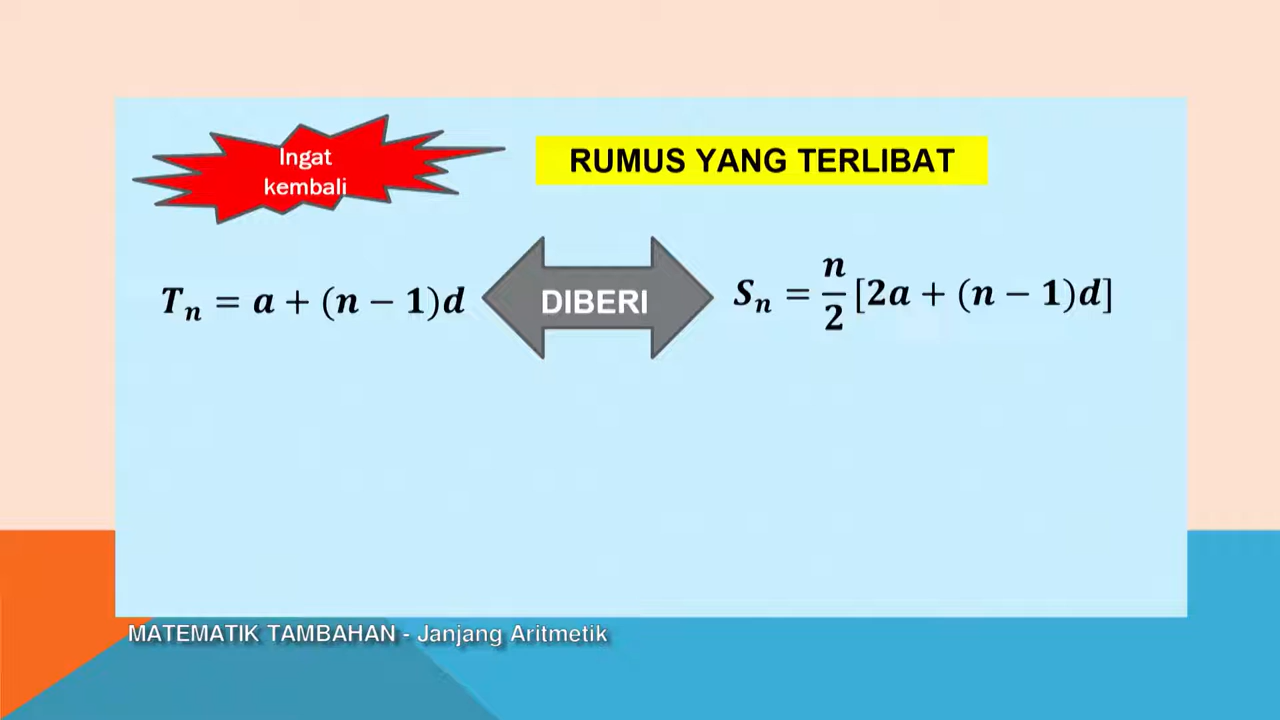 Ingat
kembali
RUMUS YANG TERLIBAT
Tₙ = a + (n − 1)d
DIBERI
Sₙ = n/2 [2a + (n − 1)d]
MATEMATIK TAMBAHAN - Janjang Aritmetik